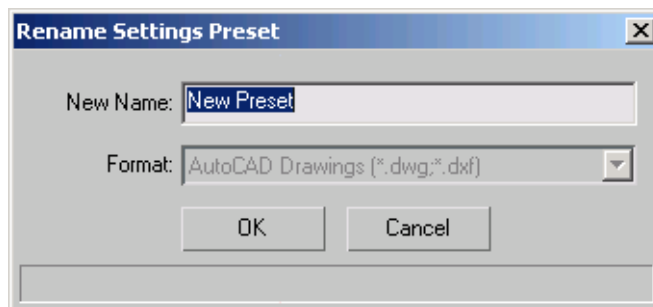 Rename Settings Preset
New Name: New Preset
Format: AutoCAD Drawings (*.dwg;*.dxf)
OK Cancel